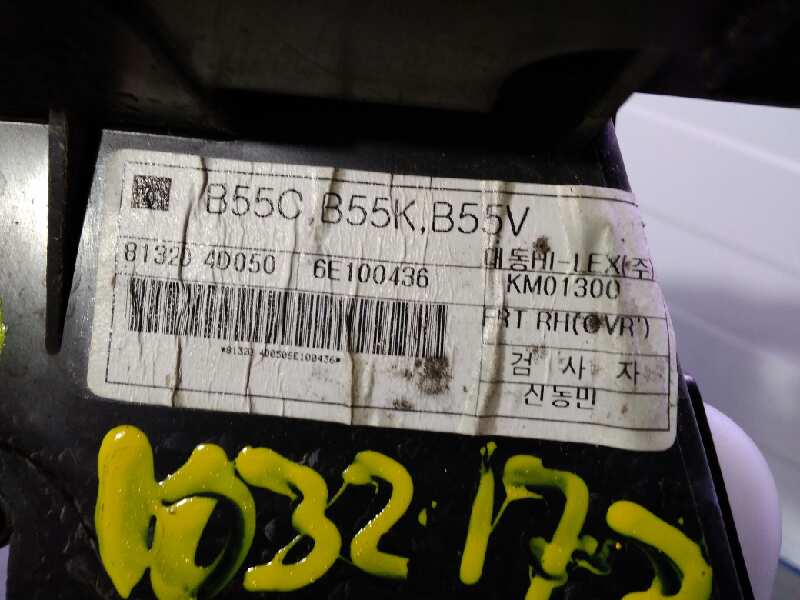 B55C, B55K, B55V
81320 4D050 6E100436 대동HI-LEX(주)
KM01300
FRT RH(OVR')
*81320 4D0506E100436*
검 사 자
신동민